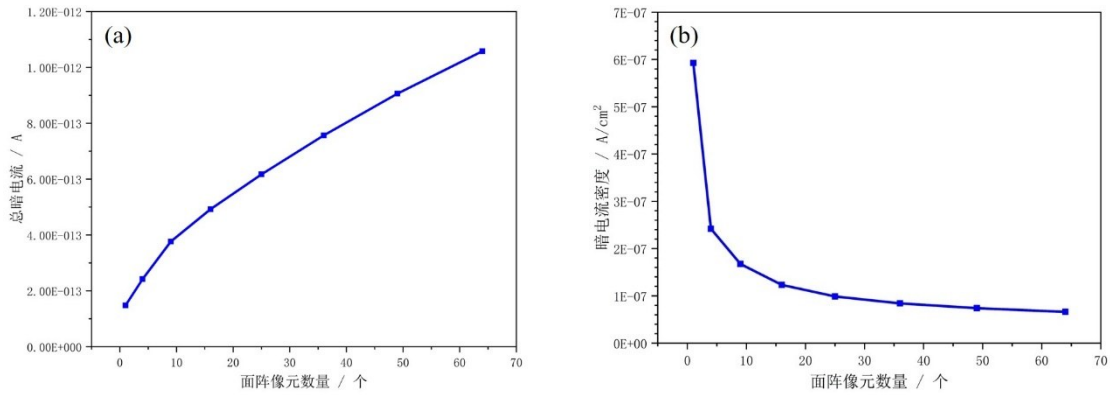 (a)
总暗电流 / A
1.20E-012
1.00E-012
8.00E-013
6.00E-013
4.00E-013
2.00E-013
0.00E+000
0 10 20 30 40 50 60 70
面阵像元数量 / 个
(b)
暗电流密度 / A/cm²
7E-07
6E-07
5E-07
4E-07
3E-07
2E-07
1E-07
0E+00
0 10 20 30 40 50 60 70
面阵像元数量 / 个